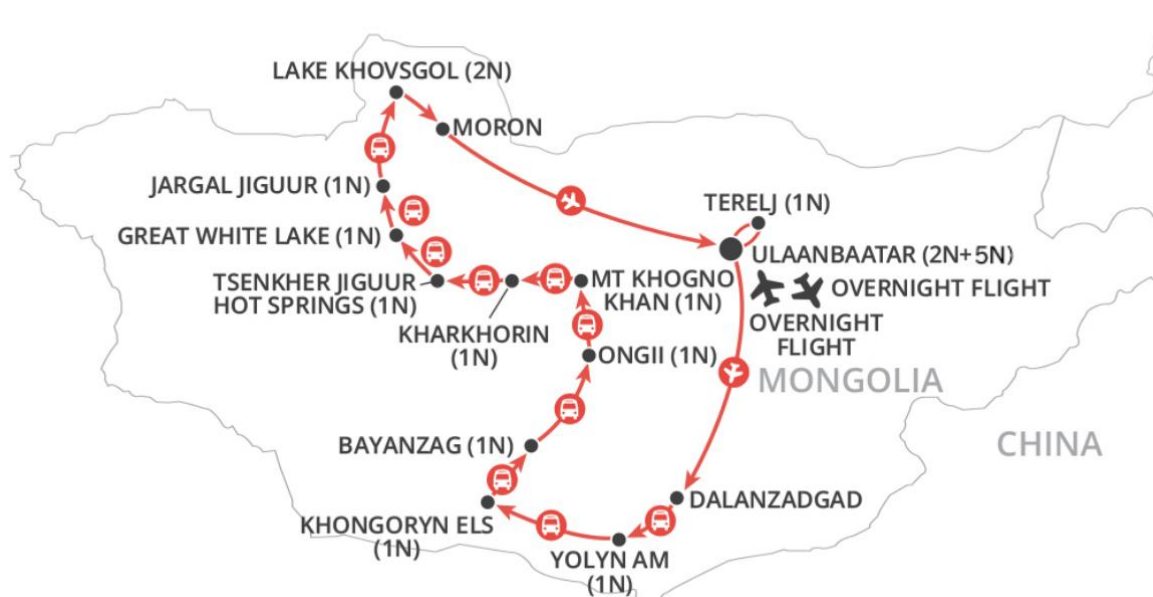 LAKE KHOVSGOL (2N)
MORON
JARGAL JIGUUR (1N)
TERELJ (1N)
GREAT WHITE LAKE (1N)
ULAANBAATAR (2N+5N)
TSENKHER JIGUUR
HOT SPRINGS (1N)
MT KHOGNO
KHAN (1N)
OVERNIGHT FLIGHT
OVERNIGHT
FLIGHT
KHARKHORIN
(1N)
ONGII (1N)
MONGOLIA
BAYANZAG (1N)
CHINA
DALANZADGAD
KHONGORYN ELS
(1N)
YOLYN AM
(1N)